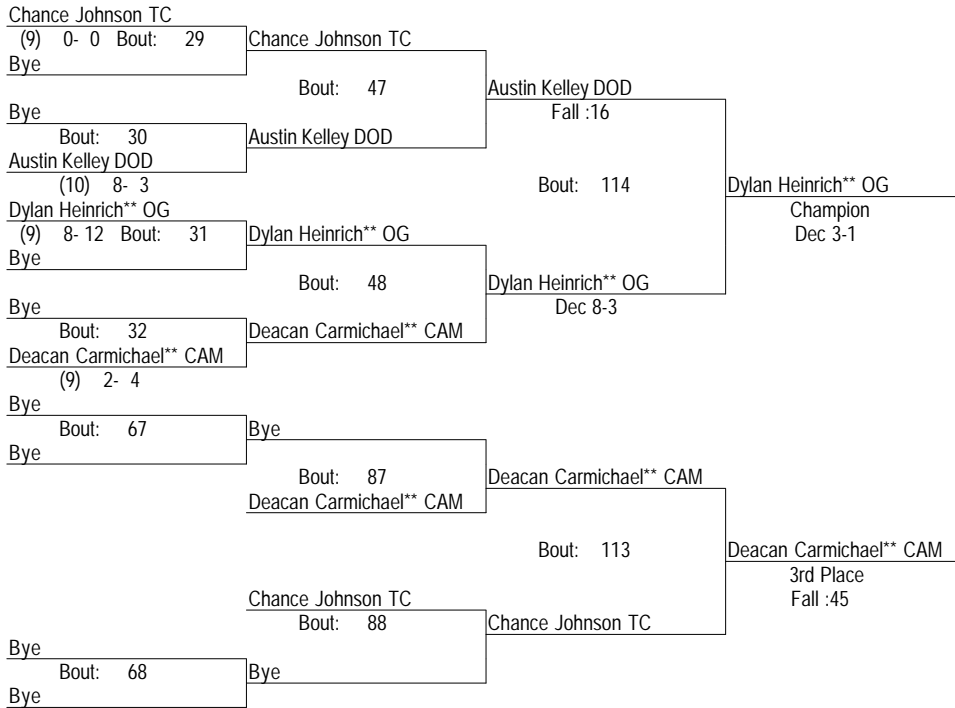 Chance Johnson TC
(9) 0- 0 Bout: 29 Chance Johnson TC
Bye
Bout: 47 Austin Kelley DOD
Bye Fall :16
Bout: 30 Austin Kelley DOD
Austin Kelley DOD
(10) 8- 3 Bout: 114 Dylan Heinrich** OG
Dylan Heinrich** OG Champion
(9) 8- 12 Bout: 31 Dylan Heinrich** OG Dec 3-1
Bye
Bout: 48 Dylan Heinrich** OG
Bye Dec 8-3
Bout: 32 Deacan Carmichael** CAM
Deacan Carmichael** CAM
(9) 2- 4
Bye
Bout: 67 Bye
Bye
Bout: 87 Deacan Carmichael** CAM
Deacan Carmichael** CAM
Bout: 113 Deacan Carmichael** CAM
3rd Place
Chance Johnson TC Fall :45
Bout: 88 Chance Johnson TC
Bye
Bout: 68 Bye
Bye